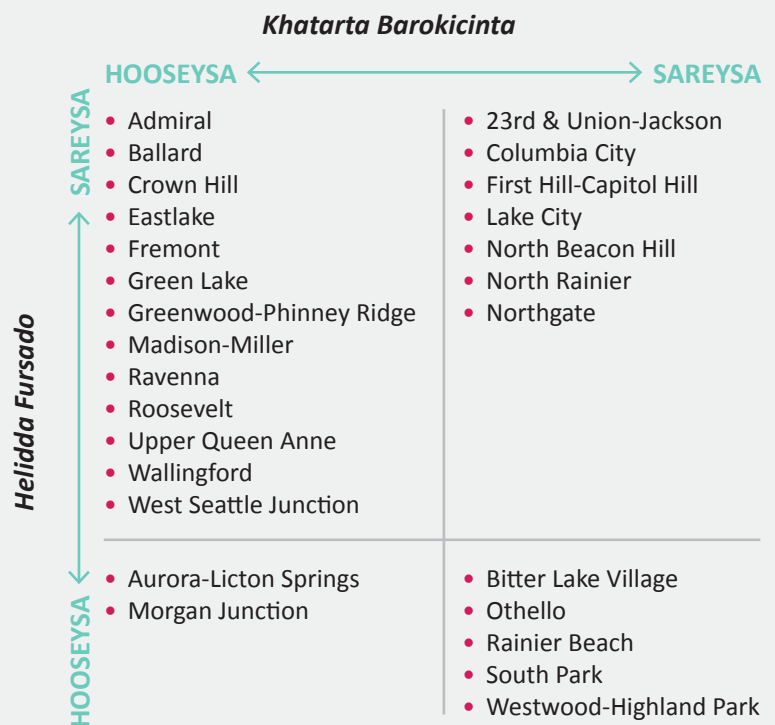 Khatarta Barokicinta
HOOSEYSA
SAREYSA
Helidda Fursado
SAREYSA
HOOSEYSA
• Admiral
• Ballard
• Crown Hill
• Eastlake
• Fremont
• Green Lake
• Greenwood-Phinney Ridge
• Madison-Miller
• Ravenna
• Roosevelt
• Upper Queen Anne
• Wallingford
• West Seattle Junction
• 23rd & Union-Jackson
• Columbia City
• First Hill-Capitol Hill
• Lake City
• North Beacon Hill
• North Rainier
• Northgate
• Aurora-Licton Springs
• Morgan Junction
• Bitter Lake Village
• Othello
• Rainier Beach
• South Park
• Westwood-Highland Park